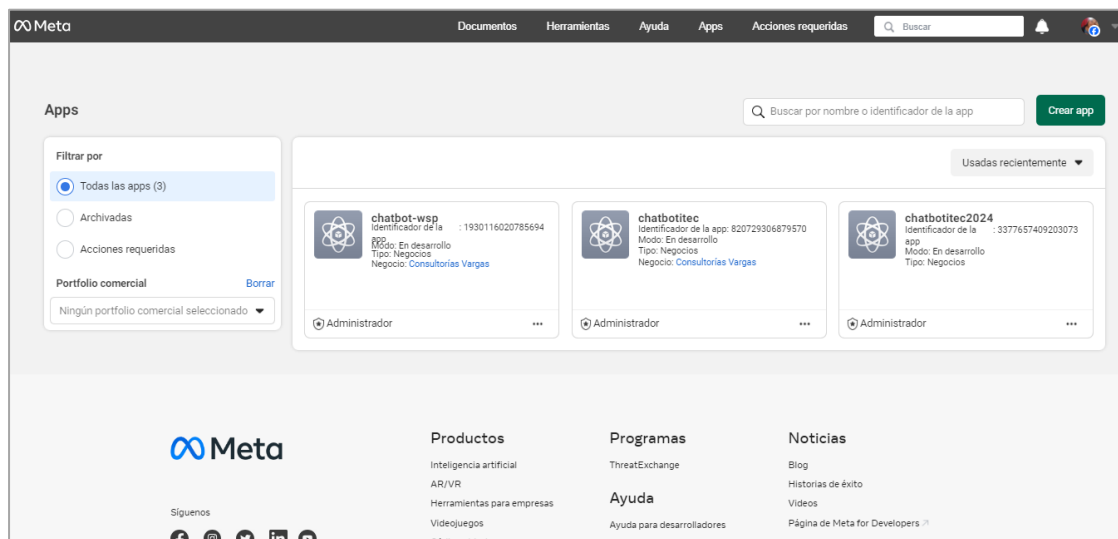 Meta
Documentos Herramientas Ayuda Apps Acciones requeridas Buscar
Apps
Buscar por nombre o identificador de la app
Crear app
Filtrar por
Todas las apps (3)
Archivadas
Acciones requeridas
Portfolio comercial Borrar
Ningún portfolio comercial seleccionado
Usadas recientemente
chatbot-wsp
Identificador de la app : 1930116020785694
Modo: En desarrollo
Tipo: Negocios
Negocio: Consultorías Vargas
Administrador
chatbotitec
Identificador de la app: 820729306879570
Modo: En desarrollo
Tipo: Negocios
Negocio: Consultorías Vargas
Administrador
chatbotitec2024
Identificador de la app : 3377657409203073
Modo: En desarrollo
Tipo: Negocios
Administrador
Meta
Síguenos
Productos
Inteligencia artificial
AR/VR
Herramientas para empresas
Videojuegos
Programas
ThreatExchange
Ayuda
Ayuda para desarrolladores
Noticias
Blog
Historias de éxito
Videos
Página de Meta for Developers